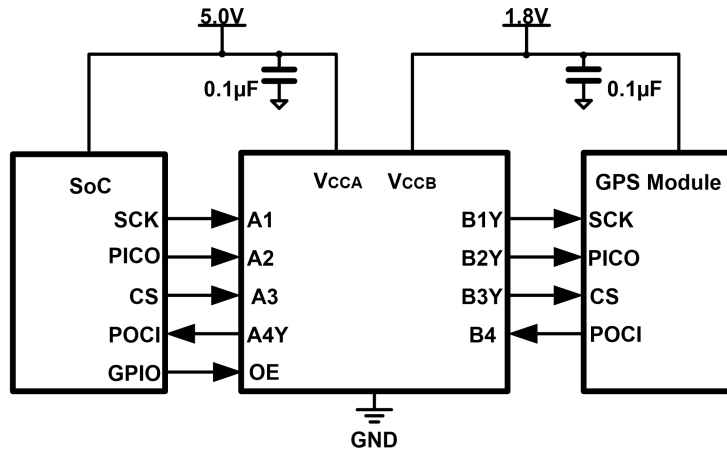 5.0V
1.8V
0.1µF
0.1µF
SoC
VCCA
VCCB
GPS Module
SCK
A1
B1Y
SCK
PICO
A2
B2Y
PICO
CS
A3
B3Y
CS
POCI
A4Y
B4
POCI
GPIO
OE
GND